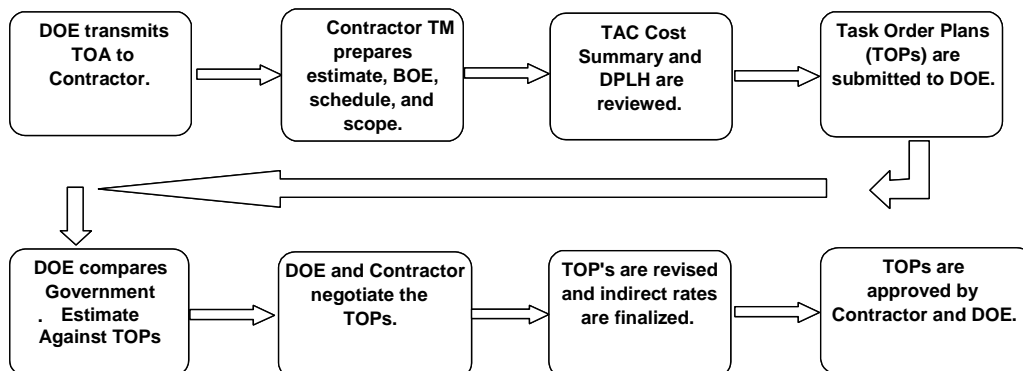 DOE transmits
TOA to
Contractor.
Contractor TM
prepares
estimate, BOE,
schedule, and
scope.
TAC Cost
Summary and
DPLH are
reviewed.
Task Order Plans
(TOPs) are
submitted to DOE.
DOE compares
Government
. Estimate
Against TOPs
DOE and Contractor
negotiate the
TOPs.
TOP's are revised
and indirect rates
are finalized.
TOPs are
approved by
Contractor and DOE.